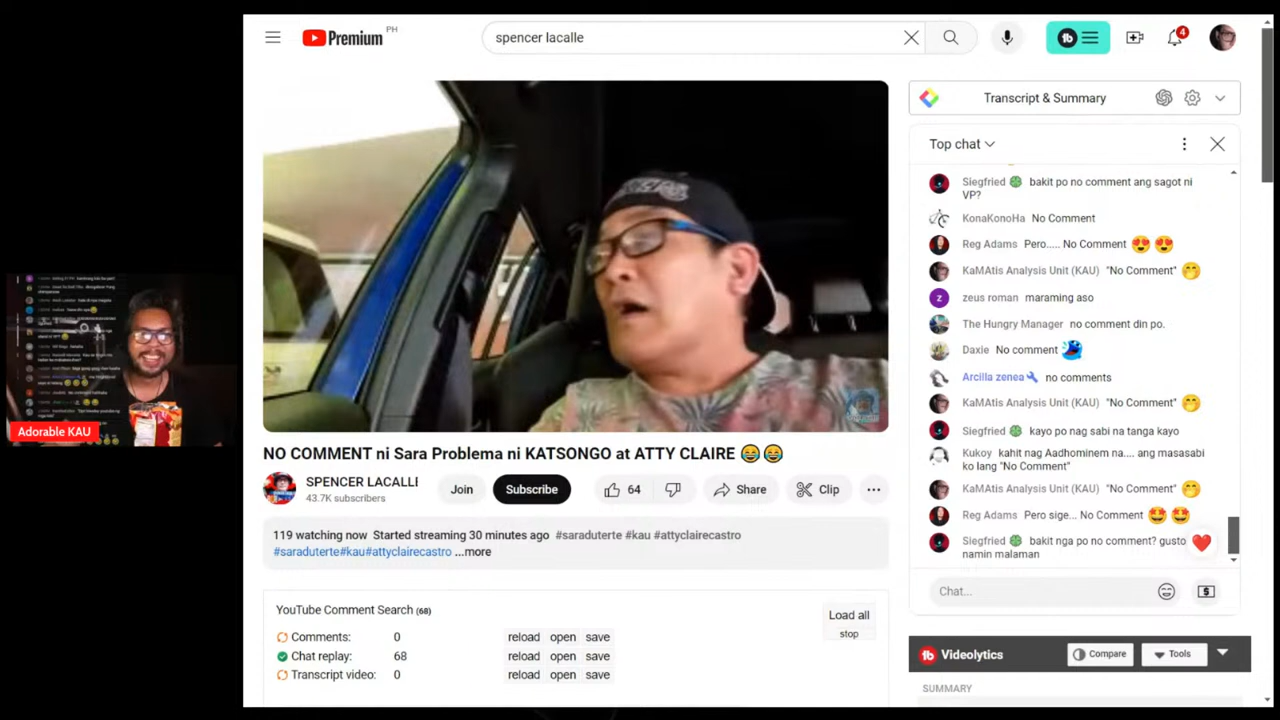 Premium PH
spencer lacalle
4
Transcript & Summary
Top chat
Siegfried bakit po no comment ang sagot ni
VP?
KonaKonoHa No Comment
Reg Adams Pero..... No Comment 😍 😍
KaMAtis Analysis Unit (KAU) "No Comment" 🤭
z zeus roman maraming aso
The Hungry Manager no comment din po.
Daxie No comment
Arcilla zenea no comments
KaMAtis Analysis Unit (KAU) "No Comment" 🤭
Siegfried kayo po nag sabi na tanga kayo
Kukoy kahit nag Aadhominem na.... ang masasabi
ko lang "No Comment"
KaMAtis Analysis Unit (KAU) "No Comment" 🤭
Reg Adams Pero sige... No Comment 🤩 🤩
Siegfried bakit nga po no comment? gusto
namin malaman
Chat...
Adorable KAU
NO COMMENT ni Sara Problema ni KATSONGO at ATTY CLAIRE 😂 😂
SPENCER LACALLE
43.7K subscribers
Join
Subscribe
64
Share
Clip
119 watching now Started streaming 30 minutes ago #saraduterte #kau #attyclairecastro
#saraduterte#kau#attyclairecastro ...more
YouTube Comment Search (68)
Load all
stop
Comments: 0 reload open save
Chat replay: 68 reload open save
Transcript video: 0 reload open save
Videolytics
Compare
Tools
SUMMARY